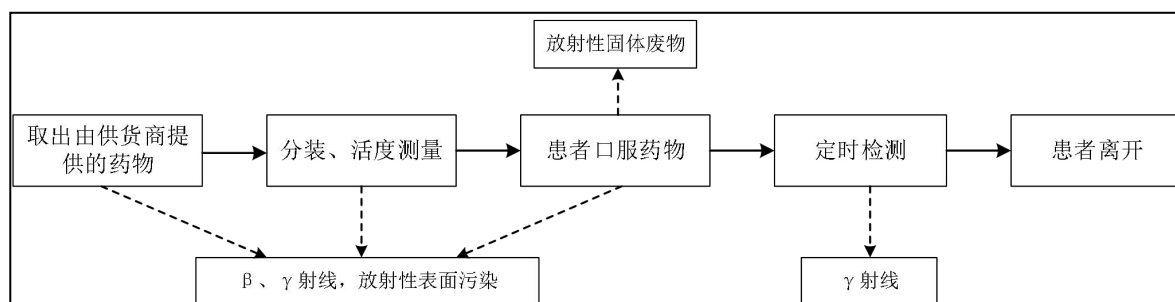 放射性固体废物
取出由供货商提
供的药物
分装、活度测量
患者口服药物
定时检测
患者离开
β、γ射线，放射性表面污染
γ射线